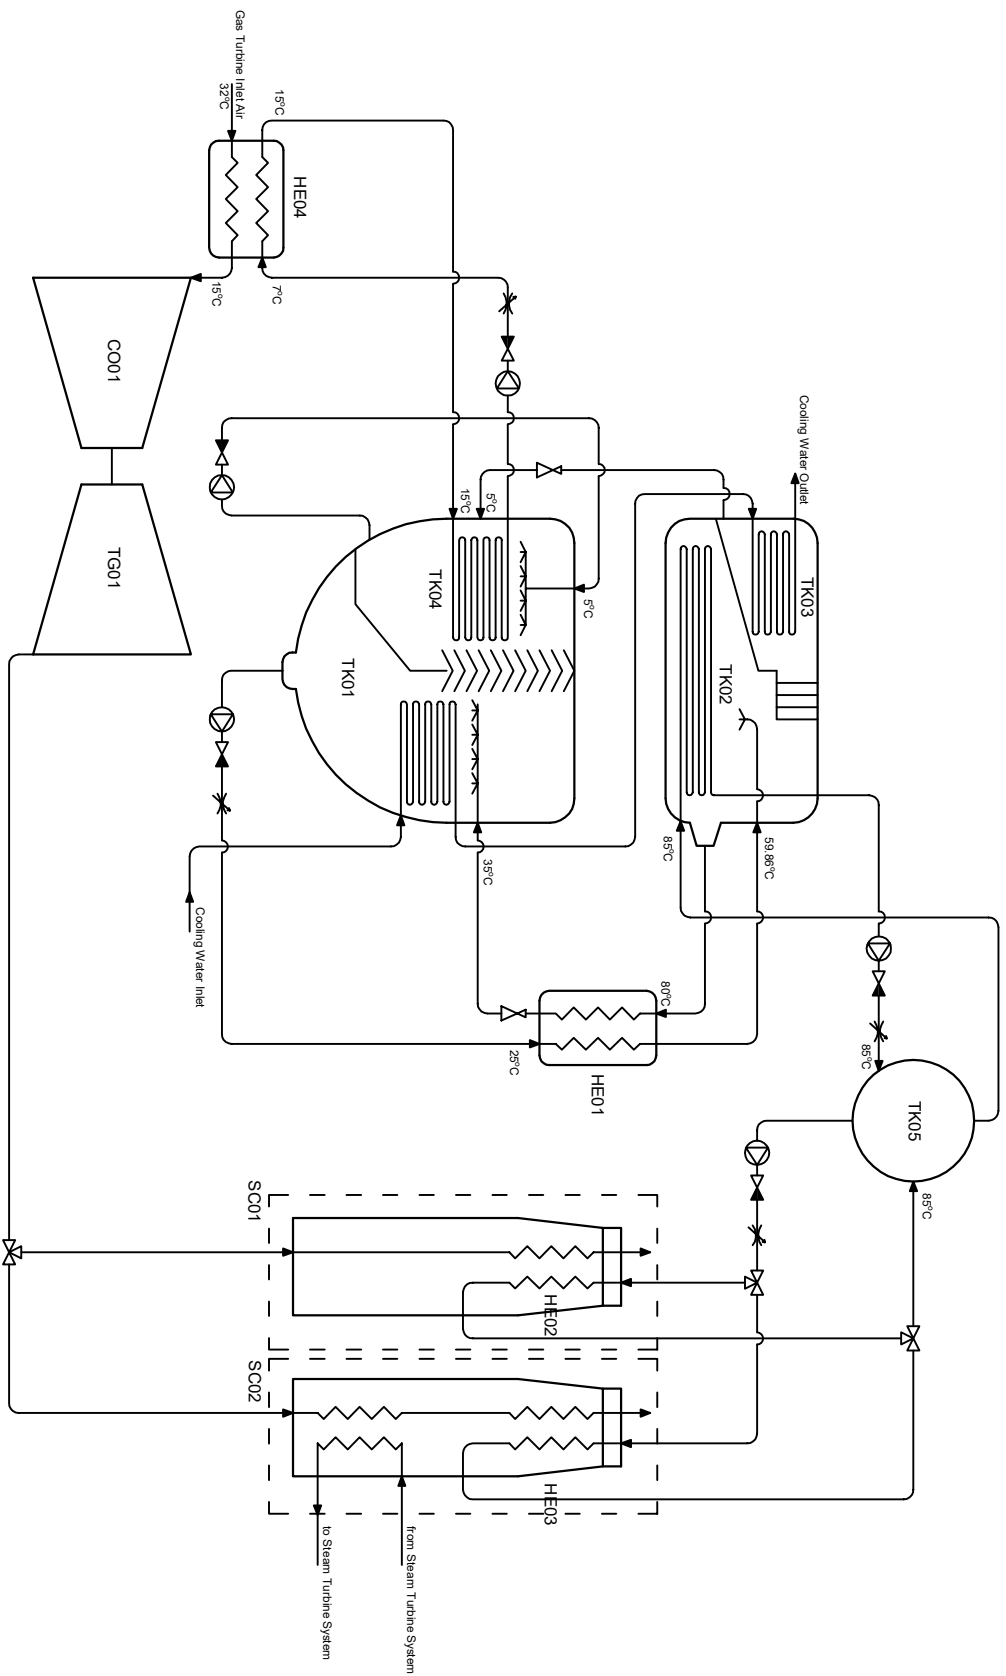 Gas Turbine Inlet Air
32°C
15°C
HE04
7°C
15°C
CO01
TG01
Cooling Water Outlet
TK03
TK02
15°C
5°C
5°C
TK04
TK01
85°C
59.86°C
35°C
Cooling Water Inlet
80°C
25°C
HE01
85°C
TK05
85°C
SC01
HE02
SC02
HE03
from Steam Turbine System
to Steam Turbine System